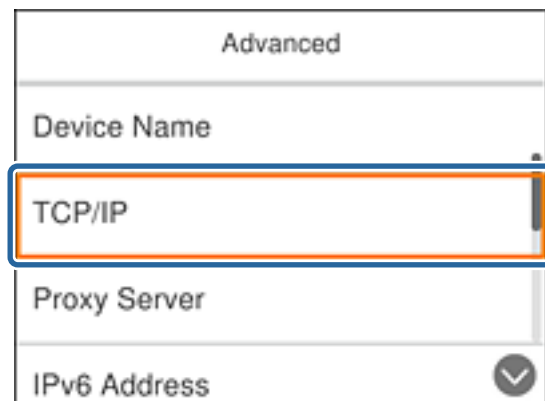 Advanced
Device Name
TCP/IP
Proxy Server
IPv6 Address